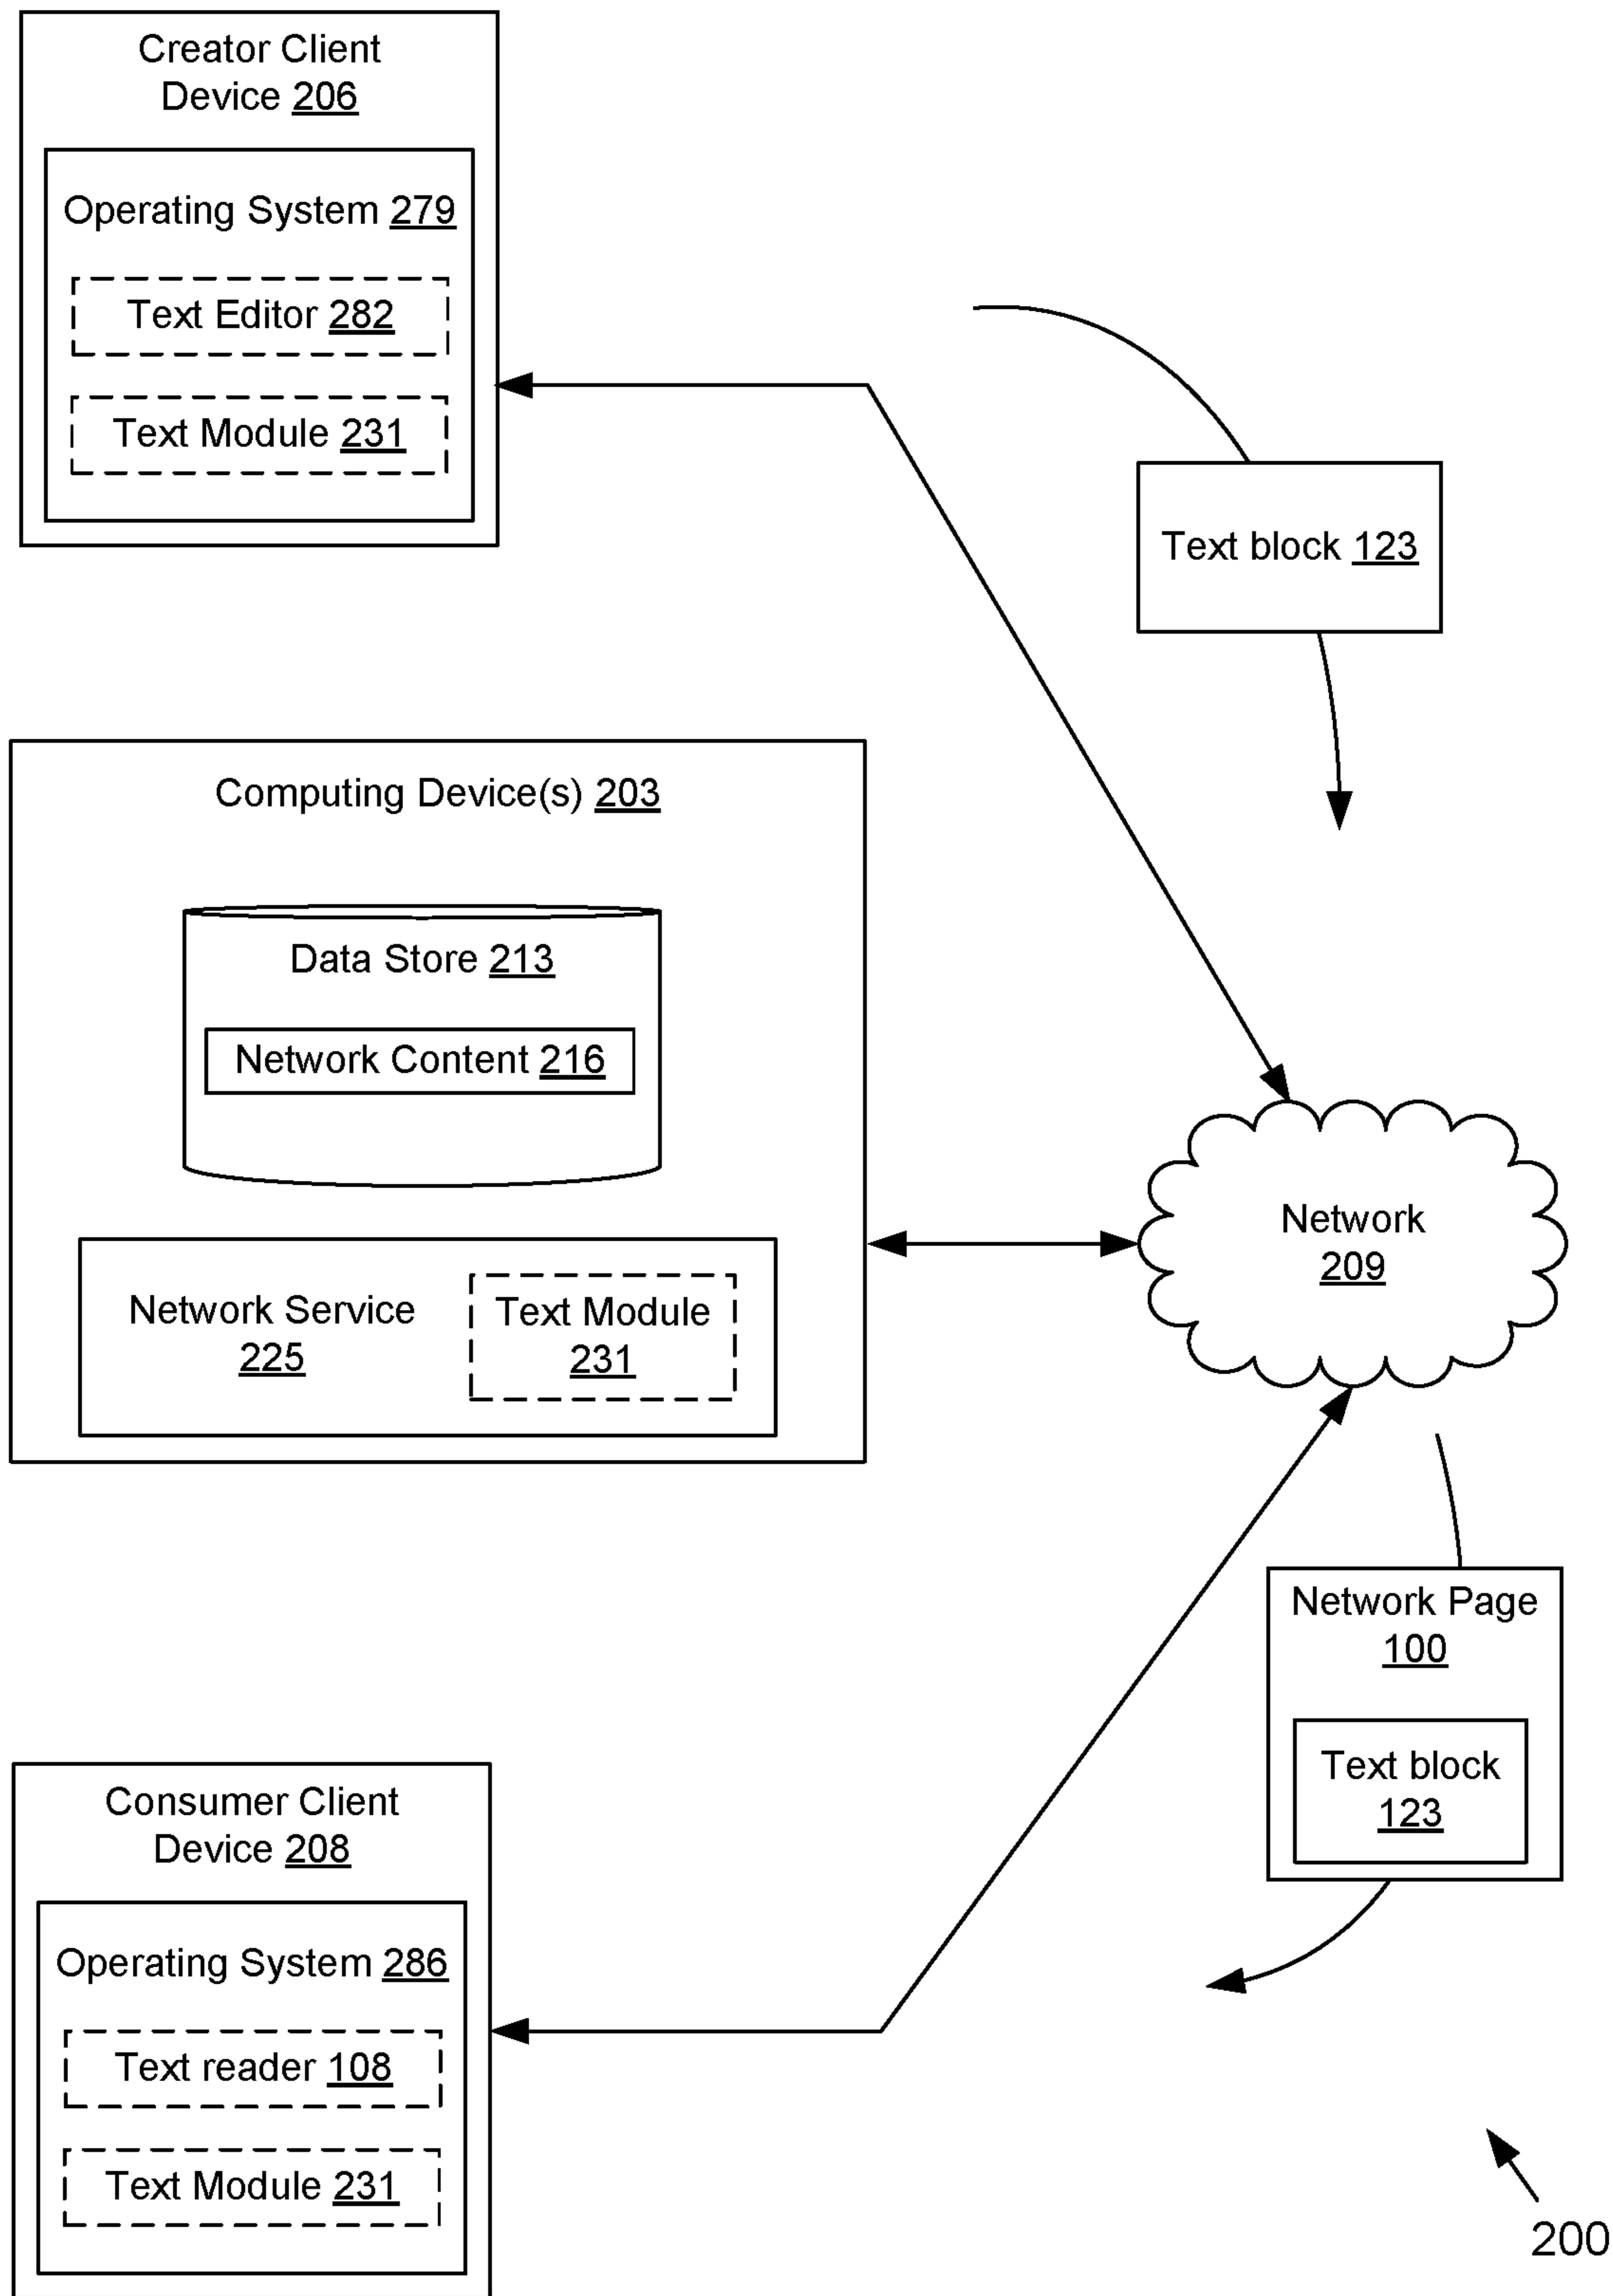 Creator Client
Device 206
Operating System 279
Text Editor 282
Text Module 231
Text block 123
Computing Device(s) 203
Data Store 213
Network Content 216
Network Service
225
Text Module
231
Network
209
Network Page
100
Text block
123
Consumer Client
Device 208
Operating System 286
Text reader 108
Text Module 231
200